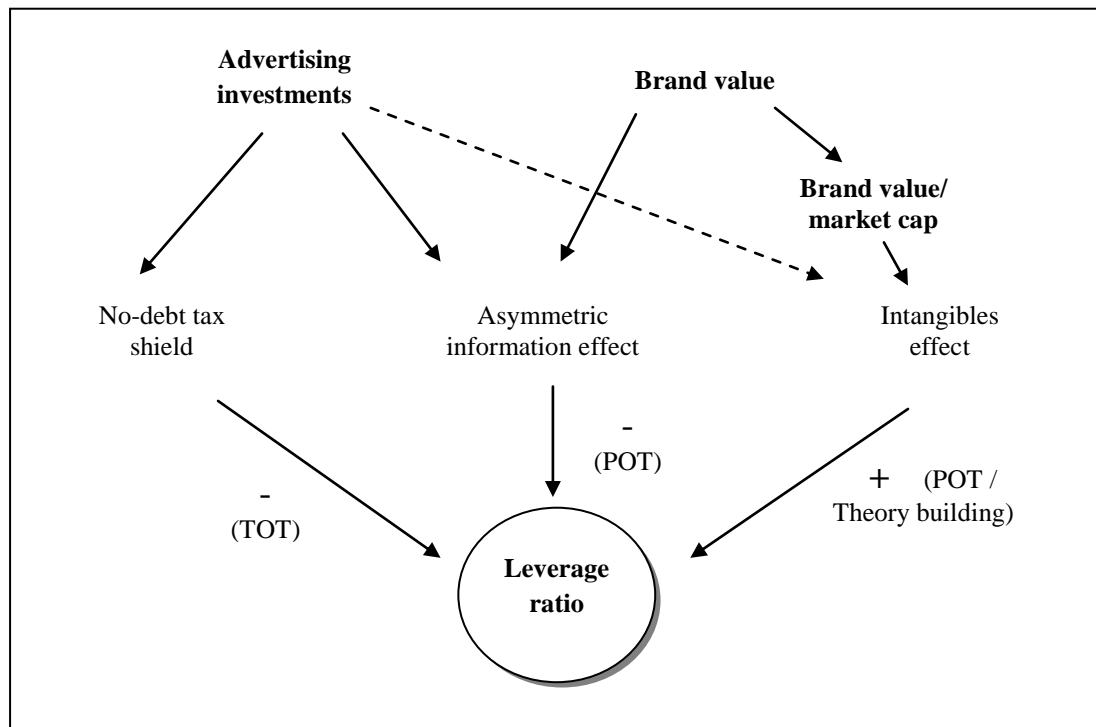 Advertising
investments
Brand value
Brand value/
market cap
No-debt tax
shield
Asymmetric
information effect
Intangibles
effect
-
(TOT)
-
(POT)
+ (POT /
Theory building)
Leverage
ratio